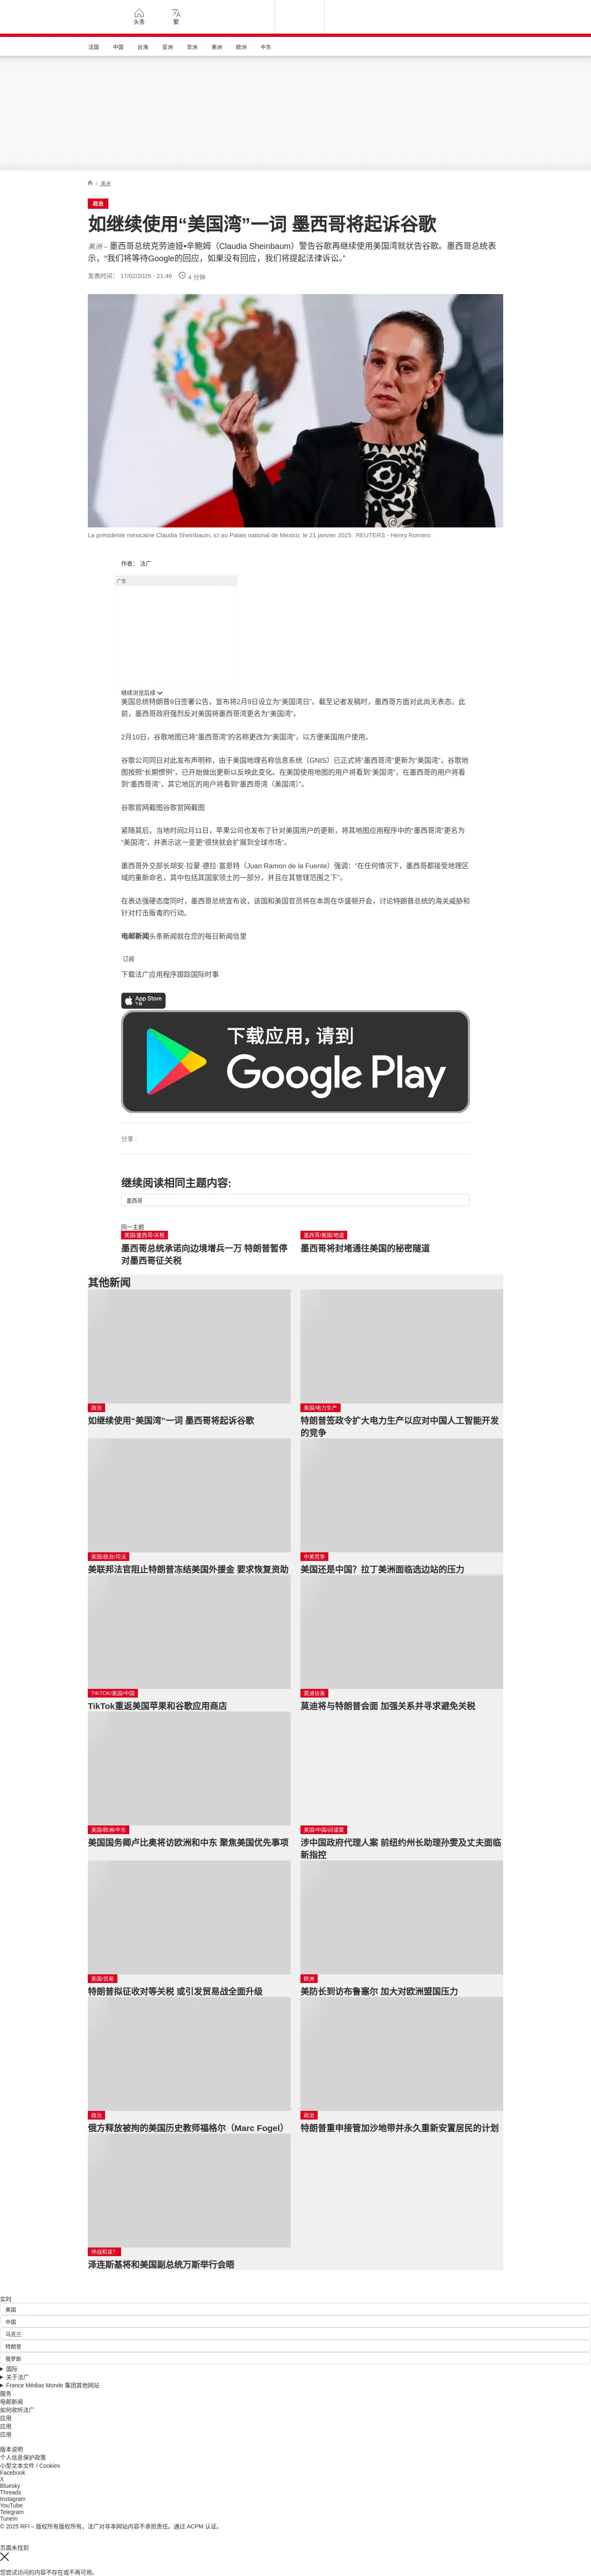 头条
繁
法国 中国 台海 亚洲 非洲 美洲 欧洲 中东
美洲
政治
如继续使用“美国湾”一词 墨西哥将起诉谷歌
美洲 – 墨西哥总统克劳迪娅•辛鲍姆（Claudia Sheinbaum）警告谷歌再继续使用美国湾就状告谷歌。墨西哥总统表
示，“我们将等待Google的回应，如果没有回应，我们将提起法律诉讼。”
发表时间： 17/02/2025 - 21:46 4 分钟
La présidente mexicaine Claudia Sheinbaum, ici au Palais national de Mexico, le 21 janvier 2025. REUTERS - Henry Romero
作者： 法广
广告
继续浏览后续
美国总统特朗普9日签署公告，宣布将2月9日设立为“美国湾日”。截至记者发稿时，墨西哥方面对此尚无表态。此
前，墨西哥政府强烈反对美国将墨西哥湾更名为“美国湾”。
2月10日，谷歌地图已将“墨西哥湾”的名称更改为“美国湾”，以方便美国用户使用。
谷歌公司同日对此发布声明称，由于美国地理名称信息系统（GNIS）已正式将“墨西哥湾”更新为“美国湾”，谷歌地
图按照“长期惯例”，已开始做出更新以反映此变化。在美国使用地图的用户将看到“美国湾”，在墨西哥的用户将看
到“墨西哥湾”，其它地区的用户将看到“墨西哥湾（美国湾）”。
谷歌官网截图谷歌官网截图
紧随其后，当地时间2月11日，苹果公司也发布了针对美国用户的更新，将其地图应用程序中的“墨西哥湾”更名为
“美国湾”，并表示这一变更“很快就会扩展到全球市场”。
墨西哥外交部长胡安·拉蒙·德拉·富恩特（Juan Ramon de la Fuente）强调：“在任何情况下，墨西哥都接受地理区
域的重新命名，其中包括其国家领土的一部分，并且在其管辖范围之下”。
在表达强硬态度同时，墨西哥总统宣布说，该国和美国官员将在本周在华盛顿开会，讨论特朗普总统的海关威胁和
针对打击贩毒的行动。
电邮新闻头条新闻就在您的每日新闻信里
订阅
下载法广应用程序跟踪国际时事
App Store
下载
下载应用，请到
Google Play
分享 :
继续阅读相同主题内容:
墨西哥
同一主题
美国/墨西哥/关税
墨西哥总统承诺向边境增兵一万 特朗普暂停
对墨西哥征关税
墨西哥/美国/地道
墨西哥将封堵通往美国的秘密隧道
其他新闻
政治
如继续使用“美国湾”一词 墨西哥将起诉谷歌
美国/电力生产
特朗普签政令扩大电力生产以应对中国人工智能开发
的竞争
美国/政治/司法
美联邦法官阻止特朗普冻结美国外援金 要求恢复资助
中美竞争
美国还是中国？拉丁美洲面临选边站的压力
TIKTOK/美国/中国
TikTok重返美国苹果和谷歌应用商店
莫迪访美
莫迪将与特朗普会面 加强关系并寻求避免关税
美国/欧洲/中东
美国国务卿卢比奥将访欧洲和中东 聚焦美国优先事项
美国/中国/间谍案
涉中国政府代理人案 前纽约州长助理孙雯及丈夫面临
新指控
美国/贸易
特朗普拟征收对等关税 或引发贸易战全面升级
欧洲
美防长到访布鲁塞尔 加大对欧洲盟国压力
政治
俄方释放被拘的美国历史教师福格尔（Marc Fogel）
政治
特朗普重申接管加沙地带并永久重新安置居民的计划
停战和谈？
泽连斯基将和美国副总统万斯举行会晤
实时
美国
中国
乌克兰
特朗普
俄罗斯
国际
关于法广
France Médias Monde 集团其他网站
服务
电邮新闻
如何收听法广
应用
应用
应用
版本说明
个人信息保护政策
小型文本文件 / Cookies
Facebook
X
Bluesky
Threads
Instagram
YouTube
Telegram
TuneIn
© 2025 RFI – 版权所有版权所有。法广对非本网站内容不承担责任。通过 ACPM 认证。
页面未找到
您尝试访问的内容不存在或不再可用。